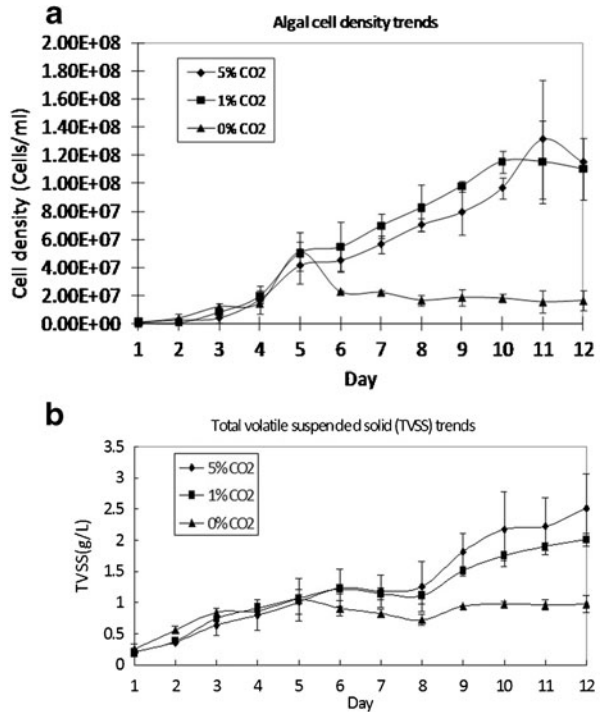 a
Algal cell density trends
2.00E+08
1.80E+08
1.60E+08
1.40E+08
1.20E+08
1.00E+08
8.00E+07
6.00E+07
4.00E+07
2.00E+07
0.00E+00
Cell density (Cells/ml)
5% CO2
1% CO2
0% CO2
1 2 3 4 5 6 7 8 9 10 11 12
Day
b
Total volatile suspended solid (TVSS) trends
3.5
3
2.5
2
1.5
1
0.5
0
TVSS(g/L)
5% CO2
1% CO2
0% CO2
1 2 3 4 5 6 7 8 9 10 11 12
Day